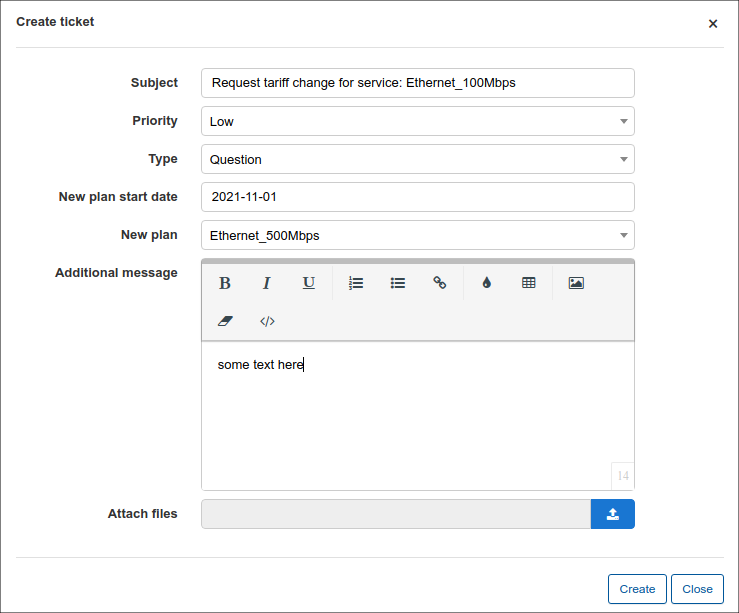 Create ticket ×
Subject Request tariff change for service: Ethernet_100Mbps
Priority Low
Type Question
New plan start date 2021-11-01
New plan Ethernet_500Mbps
Additional message B I U
</>
some text here
14
Attach files
Create Close